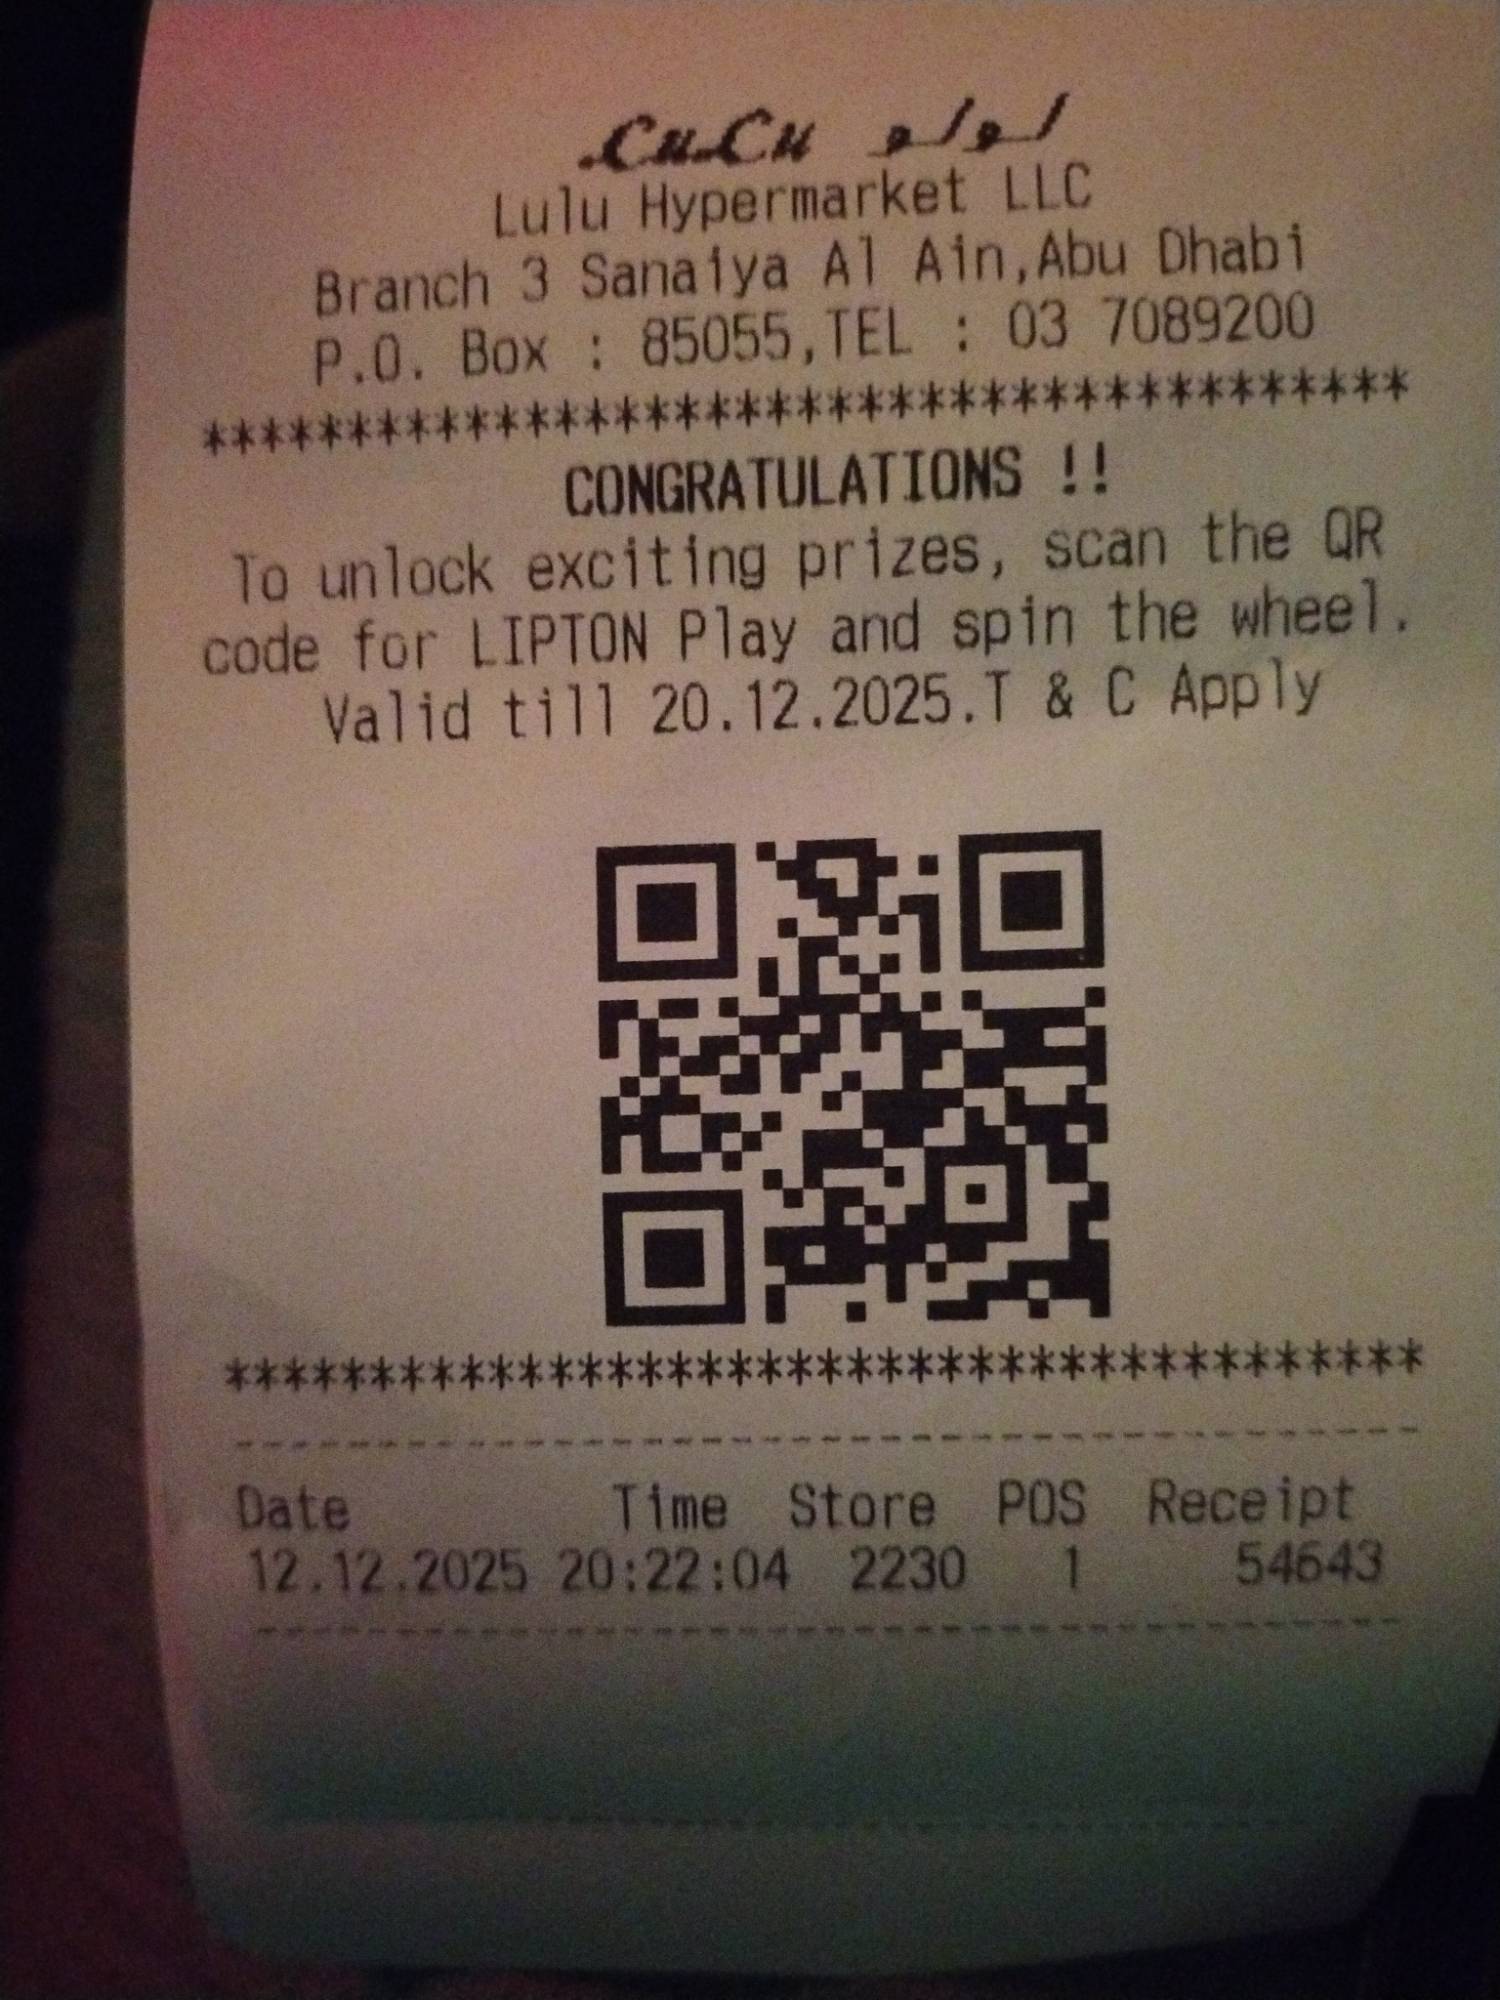 LuLu لولو
Lulu Hypermarket LLC
Branch 3 Sanaiya Al Ain,Abu Dhabi
P.O. Box : 85055,TEL : 03 7089200
****************************************
CONGRATULATIONS !!
To unlock exciting prizes, scan the QR
code for LIPTON Play and spin the wheel.
Valid till 20.12.2025.T & C Apply
****************************************
----------------------------------------
Date Time Store POS Receipt
12.12.2025 20:22:04 2230 1 54643
----------------------------------------